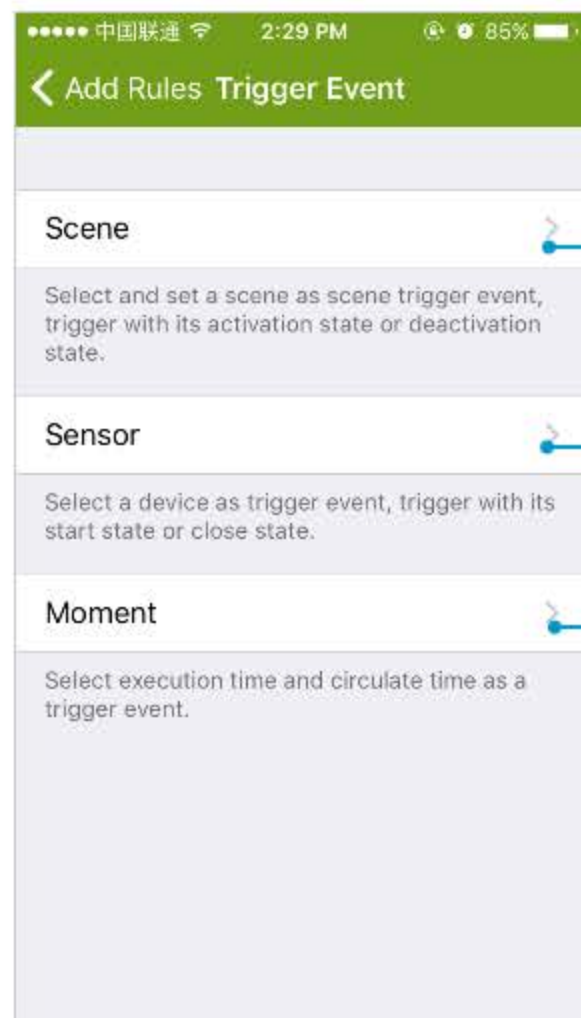 中国联通 2:29 PM 85%
Add Rules Trigger Event
Scene
Select and set a scene as scene trigger event,
trigger with its activation state or deactivation
state.
Sensor
Select a device as trigger event, trigger with its
start state or close state.
Moment
Select execution time and circulate time as a
trigger event.